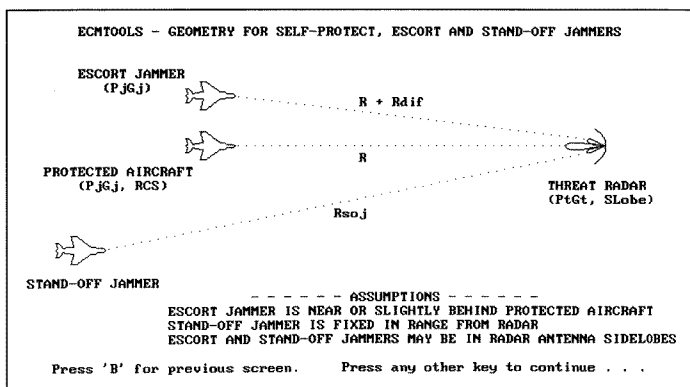 ECMTOOLS - GEOMETRY FOR SELF-PROTECT, ESCORT AND STAND-OFF JAMMERS
ESCORT JAMMER
(PjGj)
R + Rdif
R
PROTECTED AIRCRAFT
(PjGj, RCS)
THREAT RADAR
(PtGt, SLobe)
Rsoj
STAND-OFF JAMMER
- - - - - - ASSUMPTIONS - - - - - -
ESCORT JAMMER IS NEAR OR SLIGHTLY BEHIND PROTECTED AIRCRAFT
STAND-OFF JAMMER IS FIXED IN RANGE FROM RADAR
ESCORT AND STAND-OFF JAMMERS MAY BE IN RADAR ANTENNA SIDELOBES
Press 'B' for previous screen. Press any other key to continue . . .